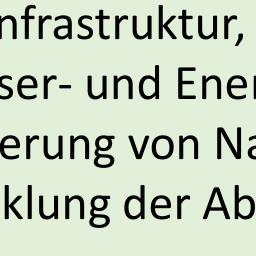 nfrastruktur,
ser- und Ener
erung von Na
klung der Ab